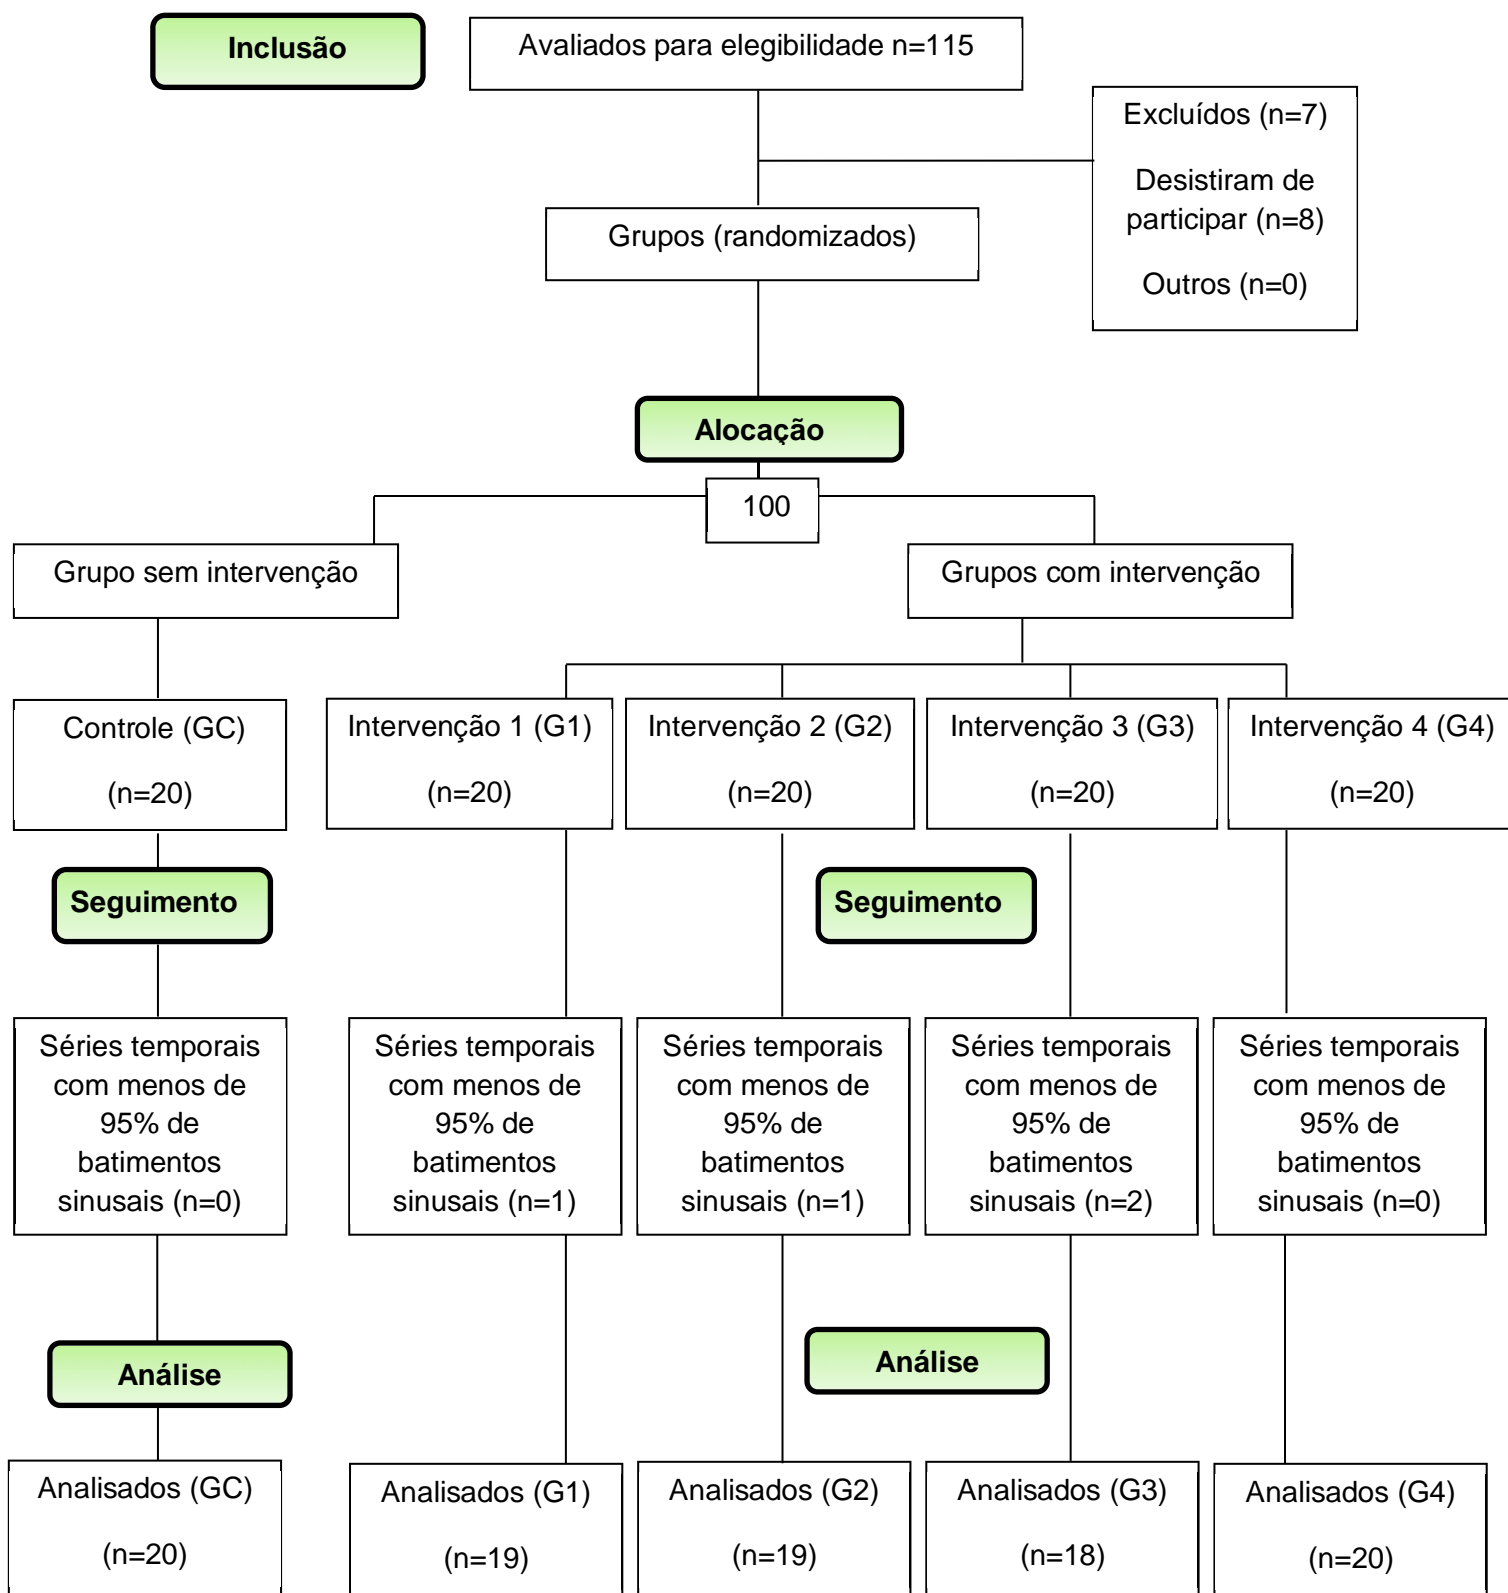 Inclusão
Avaliados para elegibilidade n=115
Excluídos (n=7)
Desistiram de
participar (n=8)
Outros (n=0)
Grupos (randomizados)
Alocação
100
Grupo sem intervenção
Grupos com intervenção
Controle (GC)
(n=20)
Intervenção 1 (G1)
(n=20)
Intervenção 2 (G2)
(n=20)
Intervenção 3 (G3)
(n=20)
Intervenção 4 (G4)
(n=20)
Seguimento
Seguimento
Séries temporais
com menos de
95% de
batimentos
sinusais (n=0)
Séries temporais
com menos de
95% de
batimentos
sinusais (n=1)
Séries temporais
com menos de
95% de
batimentos
sinusais (n=1)
Séries temporais
com menos de
95% de
batimentos
sinusais (n=2)
Séries temporais
com menos de
95% de
batimentos
sinusais (n=0)
Análise
Análise
Analisados (GC)
(n=20)
Analisados (G1)
(n=19)
Analisados (G2)
(n=19)
Analisados (G3)
(n=18)
Analisados (G4)
(n=20)